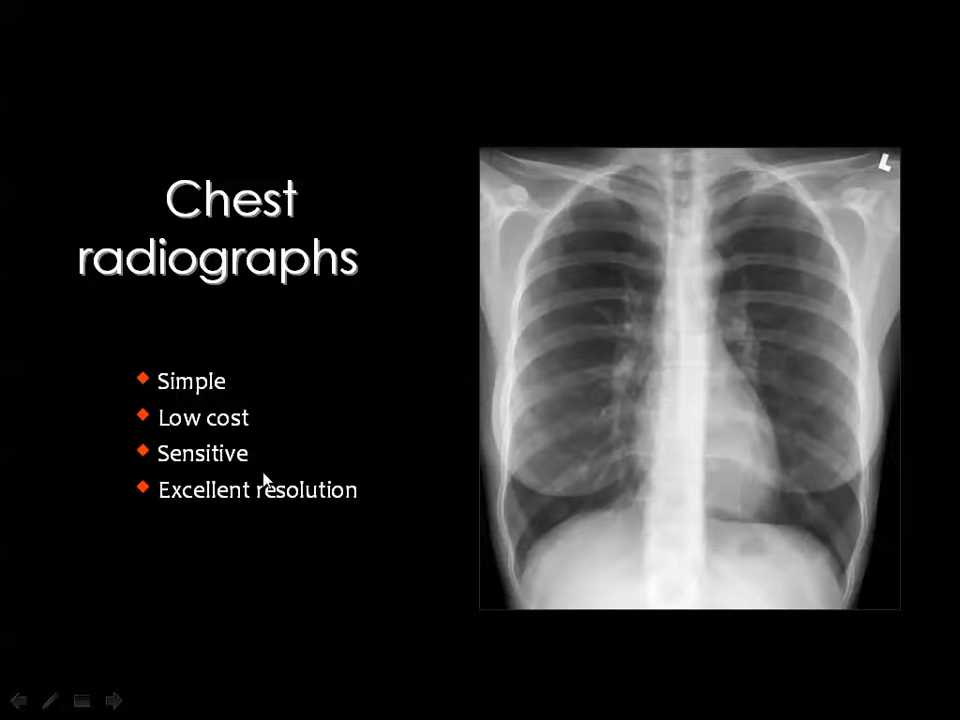 Chest
radiographs
Simple
Low cost
Sensitive
Excellent resolution
L